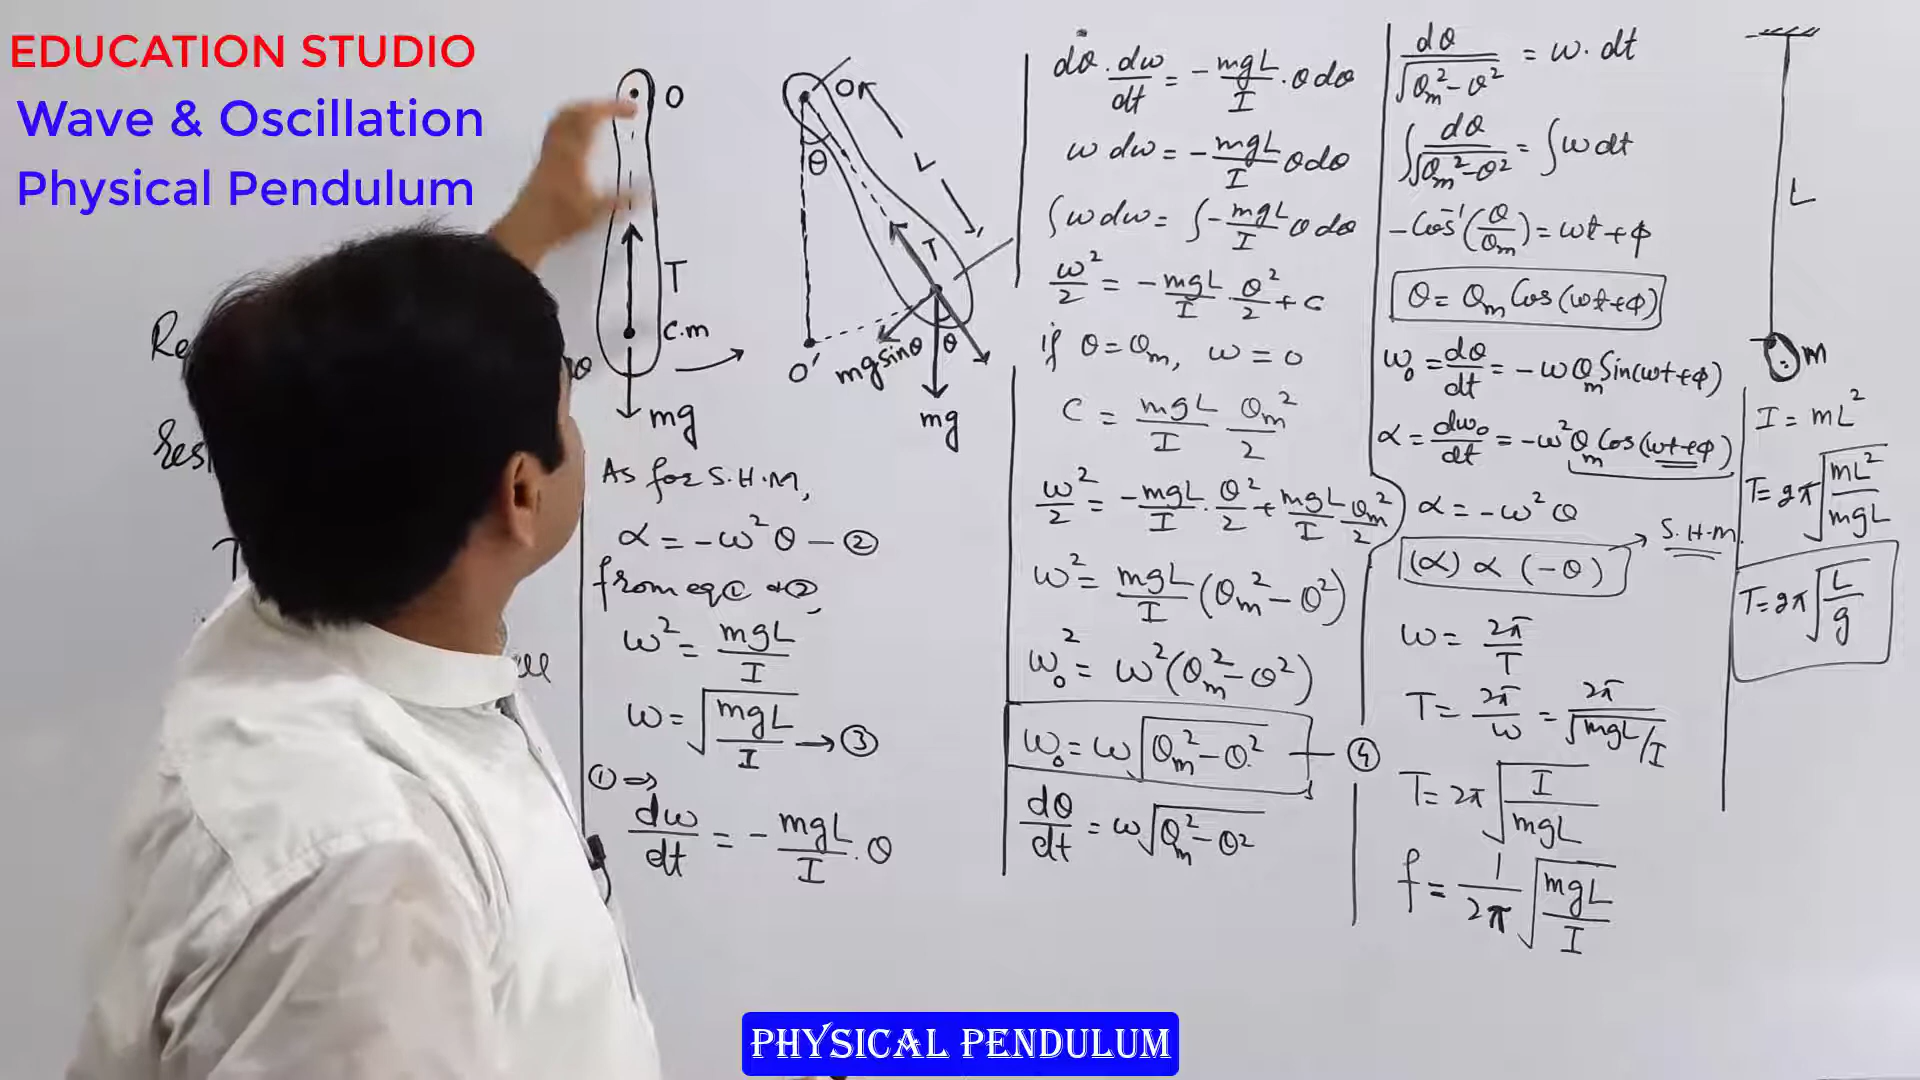 EDUCATION STUDIO
Wave & Oscillation
Physical Pendulum
O
T
C.m
mg
O
θ
L
T
O'
mg sinθ
θ
mg
As for S.H.M,
α = -ω²θ — ②
from eq ① & ②,
ω² = mgL/I
ω = √(mgL/I) → ③
① ⇒
dω/dt = - mgL/I . θ
dθ . dω/dt = - mgL/I . θ dθ
ω dω = - mgL/I θ dθ
∫ω dω = ∫ - mgL/I θ dθ
ω²/2 = - mgL/I . θ²/2 + C
if θ = θm, ω = 0
C = mgL/I θm²/2
ω²/2 = - mgL/I . θ²/2 + mgL/I θm²/2
ω² = mgL/I (θm² - θ²)
ω₀² = ω²(θm² - θ²)
ω₀ = ω√(θm² - θ²) — ④
dθ/dt = ω√(θm² - θ²)
dθ/√(θm² - θ²) = ω . dt
∫ dθ/√(θm² - θ²) = ∫ω dt
-Cos⁻¹(θ/θm) = ωt + φ
θ = θm Cos(ωt + φ)
ω₀ = dθ/dt = -ω θm Sin(ωt + φ)
α = dω₀/dt = -ω² θm Cos(ωt + φ)
α = -ω²θ
(α) α (-θ) → S.H.M.
ω = 2π/T
T = 2π/ω = 2π/√(mgL/I)
T = 2π √(I/mgL)
f = 1/2π √(mgL/I)
L
m
I = mL²
T = 2π √(mL²/mgL)
T = 2π √(L/g)
PHYSICAL PENDULUM